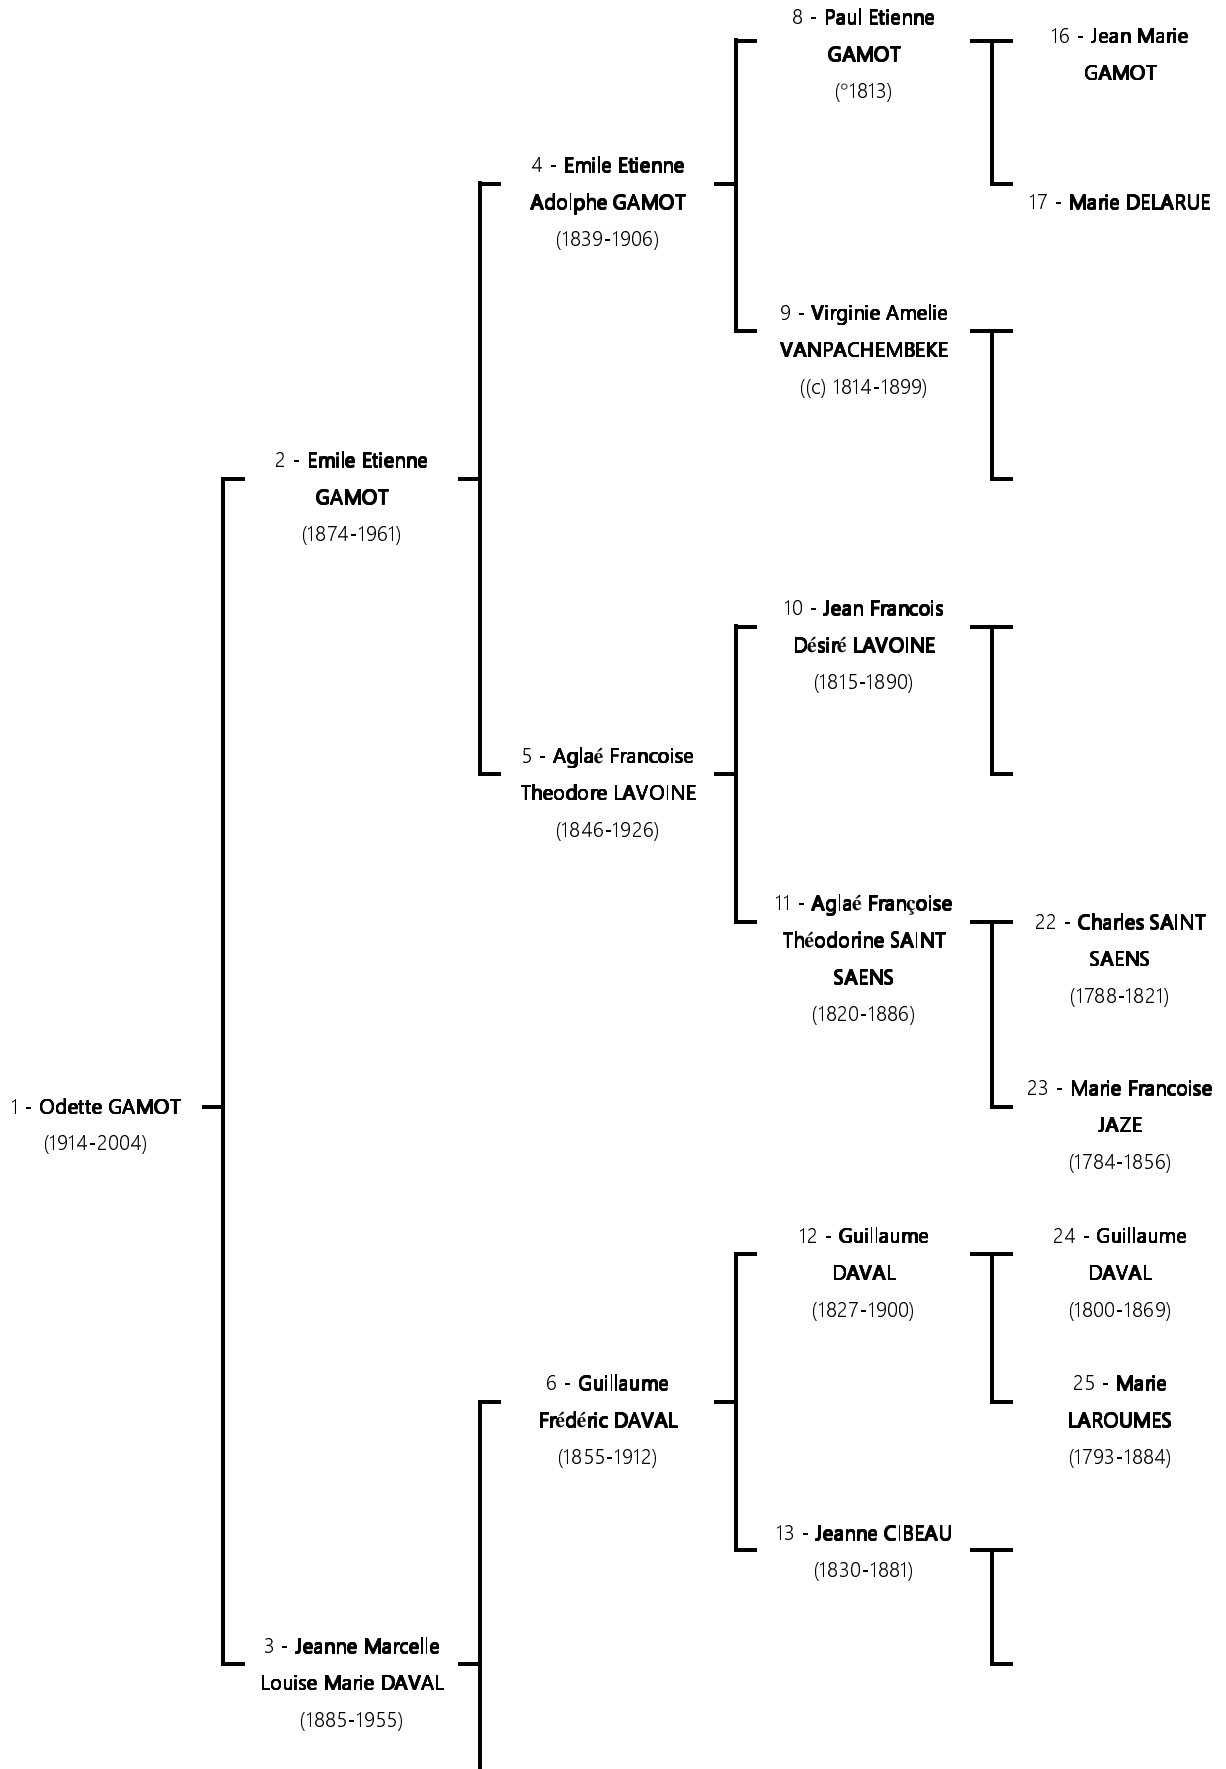 8 - Paul Etienne
GAMOT
(°1813)
16 - Jean Marie
GAMOT
4 - Emile Etienne
Adolphe GAMOT
(1839-1906)
17 - Marie DELARUE
9 - Virginie Amelie
VANPACHEMBEKE
((c) 1814-1899)
2 - Emile Etienne
GAMOT
(1874-1961)
10 - Jean Francois
Désiré LAVOINE
(1815-1890)
5 - Aglaé Francoise
Theodore LAVOINE
(1846-1926)
11 - Aglaé Françoise
Théodorine SAINT
SAENS
(1820-1886)
22 - Charles SAINT
SAENS
(1788-1821)
1 - Odette GAMOT
(1914-2004)
23 - Marie Francoise
JAZE
(1784-1856)
12 - Guillaume
DAVAL
(1827-1900)
24 - Guillaume
DAVAL
(1800-1869)
6 - Guillaume
Frédéric DAVAL
(1855-1912)
25 - Marie
LAROUMES
(1793-1884)
13 - Jeanne CIBEAU
(1830-1881)
3 - Jeanne Marcelle
Louise Marie DAVAL
(1885-1955)